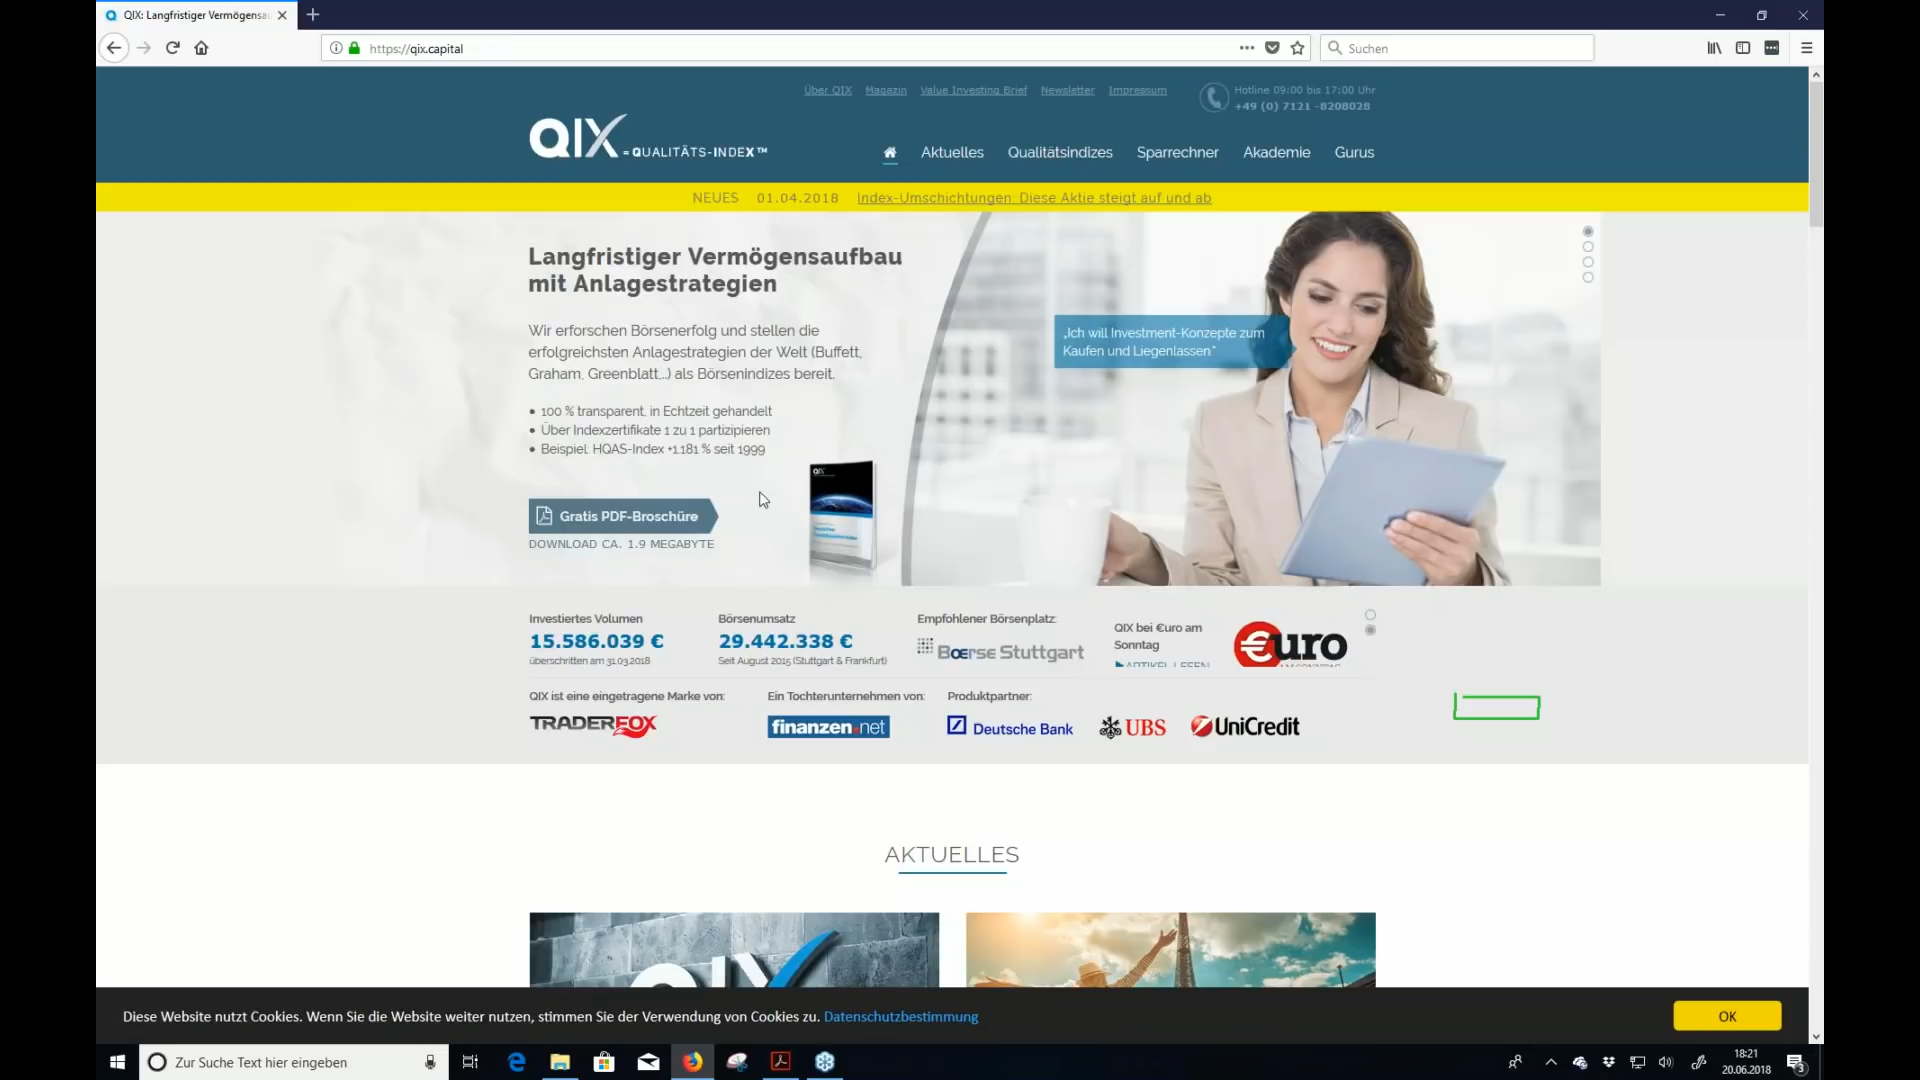 QIX: Langfristiger Vermögensau
https://qix.capital
Suchen
Über QIX Magazin Value Investing Brief Newsletter Impressum
Hotline 09:00 bis 17:00 Uhr
+49 (0) 7121 -8208028
QIX = QUALITÄTS-INDEX™
Aktuelles Qualitätsindizes Sparrechner Akademie Gurus
NEUES 01.04.2018 Index-Umschichtungen: Diese Aktie steigt auf und ab
Langfristiger Vermögensaufbau
mit Anlagestrategien
Wir erforschen Börsenerfolg und stellen die
erfolgreichsten Anlagestrategien der Welt (Buffett,
Graham, Greenblatt,..) als Börsenindizes bereit.
• 100 % transparent, in Echtzeit gehandelt
• Über Indexzertifikate 1 zu 1 partizipieren
• Beispiel: HQAS-Index +1.181 % seit 1999
„Ich will Investment-Konzepte zum
Kaufen und Liegenlassen"
QIX
Gratis PDF-Broschüre
DOWNLOAD CA. 1.9 MEGABYTE
Investiertes Volumen
15.586.039 €
überschritten am 31.03.2018
Börsenumsatz
29.442.338 €
Seit August 2015 (Stuttgart & Frankfurt)
Empfohlener Börsenplatz:
Boerse Stuttgart
QIX bei €uro am
Sonntag
ARTIKEL LESEN
€uro
QIX ist eine eingetragene Marke von:
TRADERFOX
Ein Tochterunternehmen von:
finanzen.net
Produktpartner:
Deutsche Bank
UBS
UniCredit
AKTUELLES
QIX
Diese Website nutzt Cookies. Wenn Sie die Website weiter nutzen, stimmen Sie der Verwendung von Cookies zu. Datenschutzbestimmung
OK
Zur Suche Text hier eingeben
18:21
20.06.2018
3